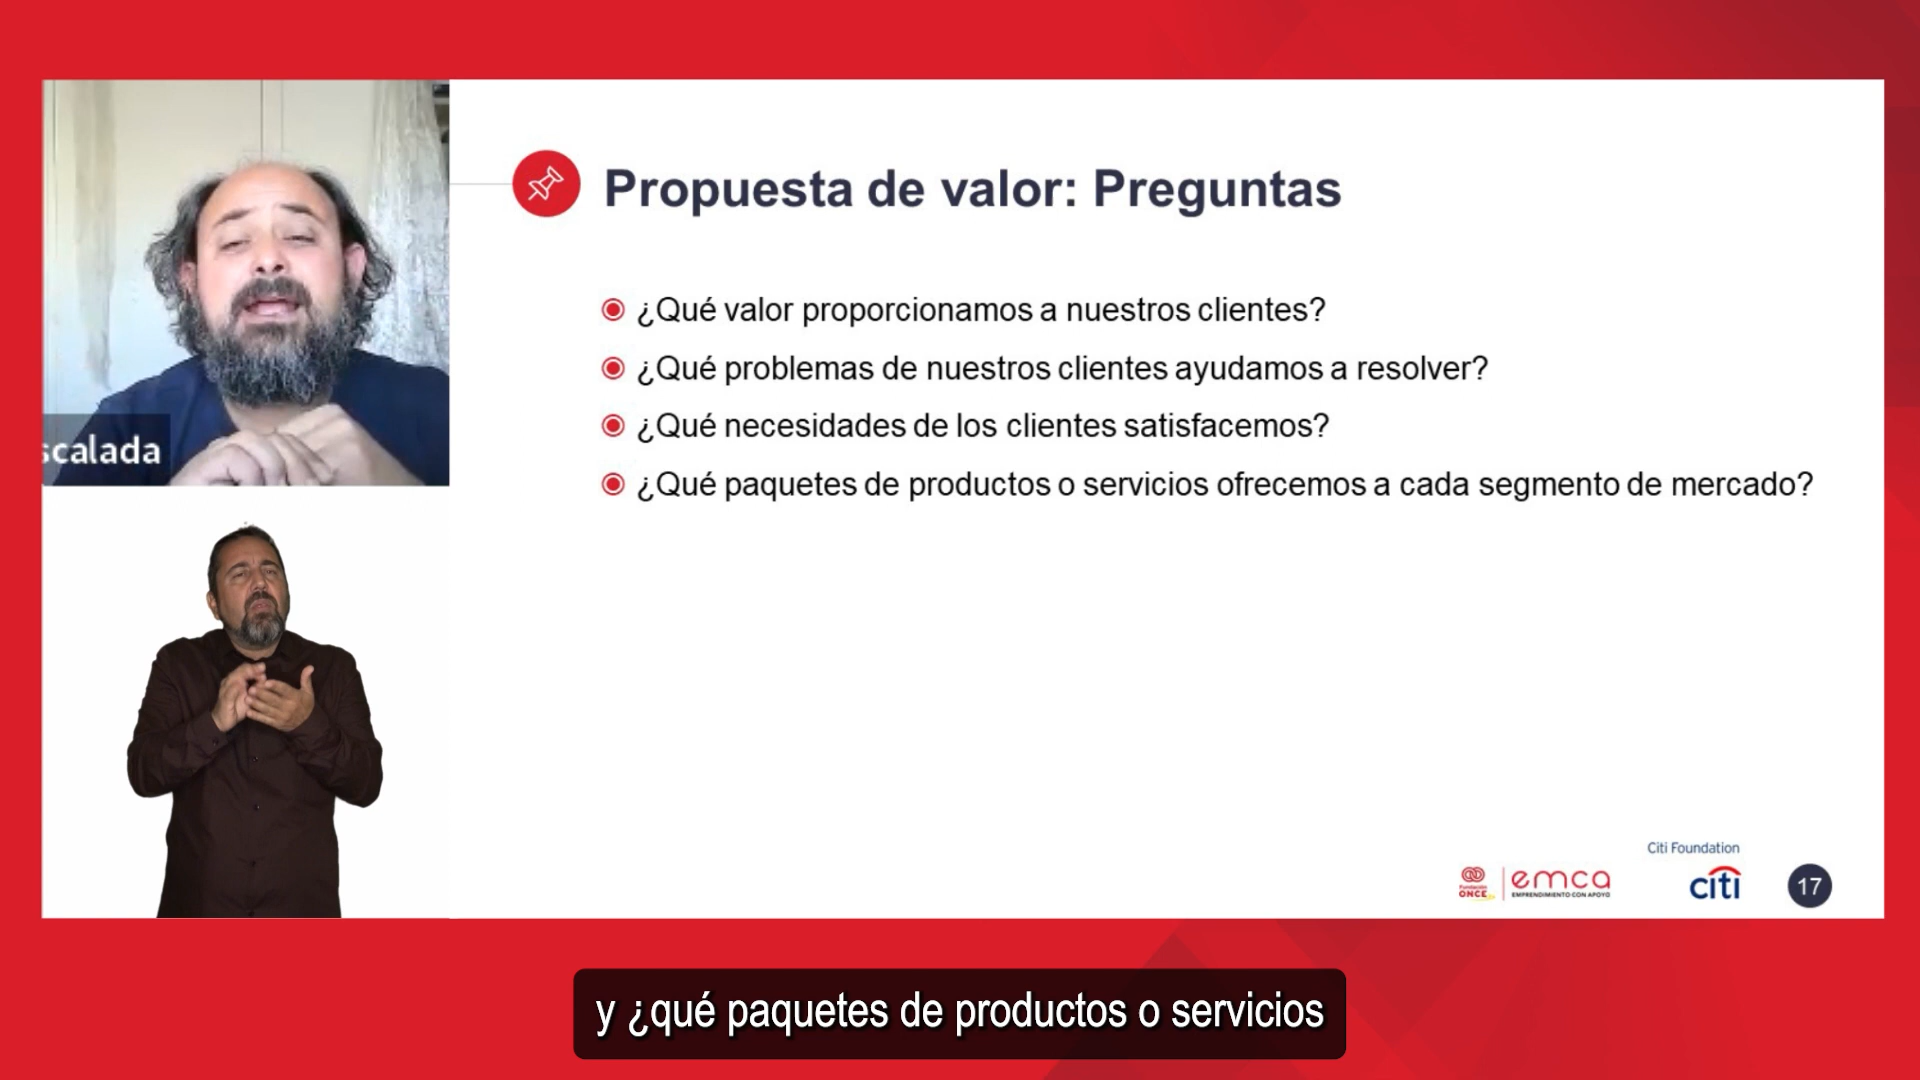 Propuesta de valor: Preguntas
¿Qué valor proporcionamos a nuestros clientes?
¿Qué problemas de nuestros clientes ayudamos a resolver?
¿Qué necesidades de los clientes satisfacemos?
¿Qué paquetes de productos o servicios ofrecemos a cada segmento de mercado?
scalada
Citi Foundation
citi
Fundación
ONCE
emca
EMPRENDIMIENTO CON APOYO
17
y ¿qué paquetes de productos o servicios